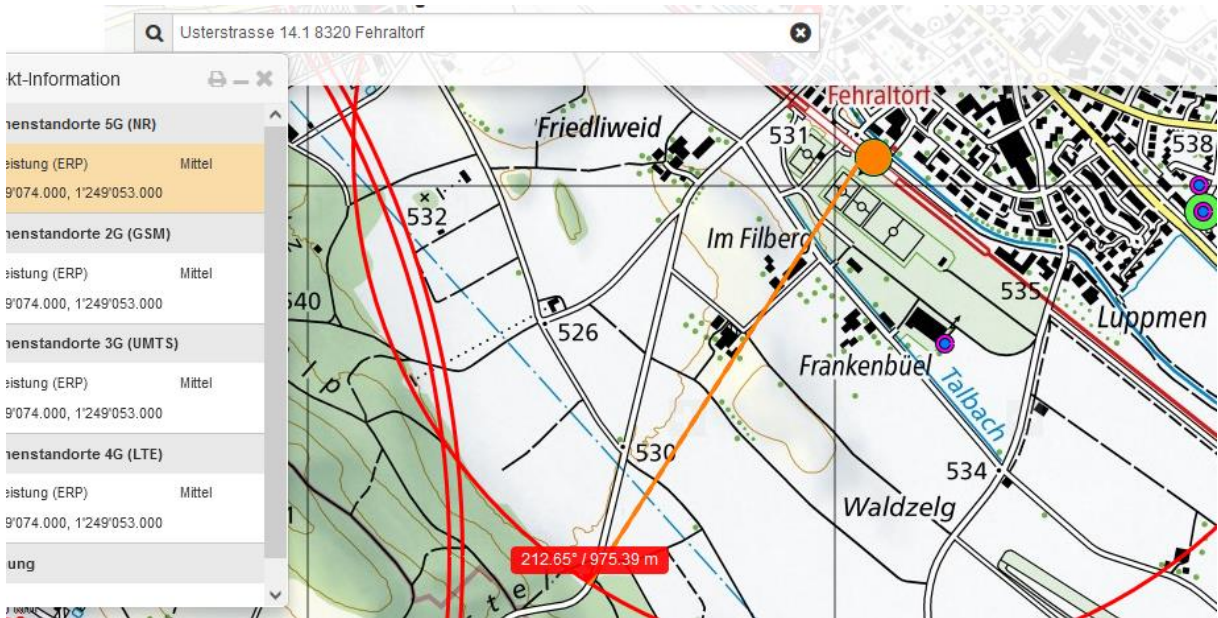 Usterstrasse 14.1 8320 Fehraltorf
ekt-Information
nenstandorte 5G (NR)
eistung (ERP) Mittel
9'074.000, 1'249'053.000
nenstandorte 2G (GSM)
eistung (ERP) Mittel
9'074.000, 1'249'053.000
nenstandorte 3G (UMTS)
eistung (ERP) Mittel
9'074.000, 1'249'053.000
nenstandorte 4G (LTE)
eistung (ERP) Mittel
9'074.000, 1'249'053.000
ung
Fehraltorf
Friedliweid
531
538
532
Im Filberg
540
526
535
Luppmen
Frankenbüel
Talbach
530
534
Waldzelg
212.65° / 975.39 m